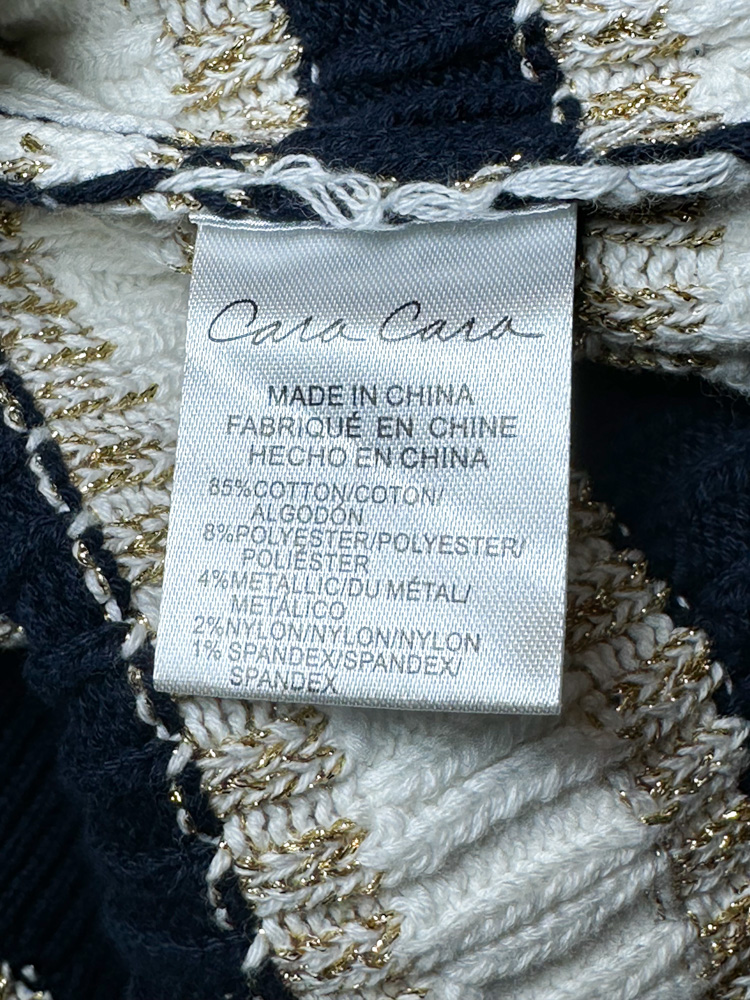 Cara Cara
MADE IN CHINA
FABRIQUÉ EN CHINE
HECHO EN CHINA
85%COTTON/COTON/
ALGODÓN
8%POLYESTER/POLYESTER/
POLIÉSTER
4%METALLIC/DU MÉTAL/
METÁLICO
2%NYLON/NYLON/NYLON
1% SPANDEX/SPANDEX/
SPANDEX